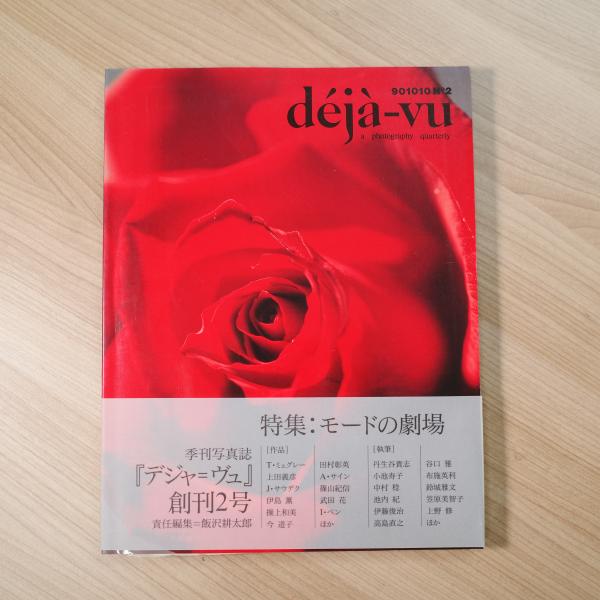 901010 Nº2
déjà-vu
a photography quarterly
特集：モードの劇場
季刊写真誌
『デジャ＝ヴュ』
創刊2号
責任編集＝飯沢耕太郎
［作品］
T・ミュグレー
上田義彦
J・サウデク
伊島 薫
操上和美
今 道子
田村彰英
A・サイン
篠山紀信
武田 花
I・ペン
ほか
［執筆］
丹生谷貴志
小池寿子
中村 稔
池内 紀
伊藤俊治
高島直之
谷口 雅
布施英利
鈴城雅文
笠原美智子
上野 修
ほか